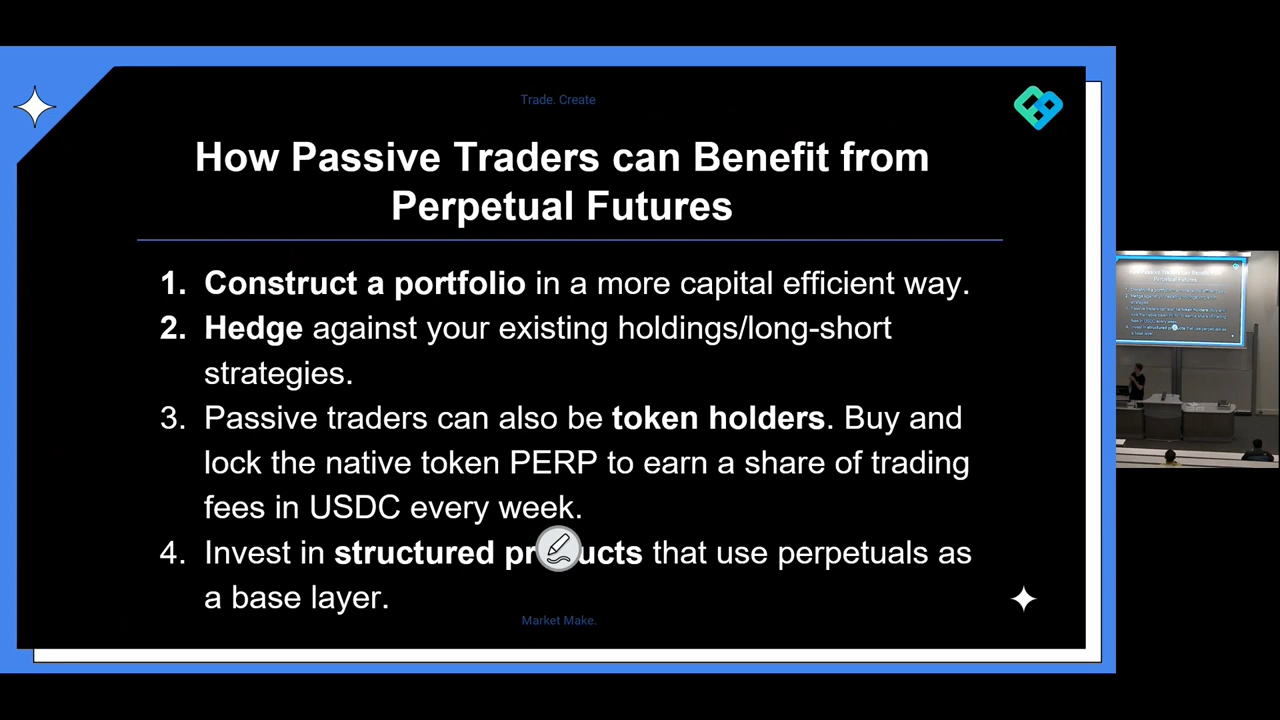 Trade. Create
How Passive Traders can Benefit from
Perpetual Futures
1. Construct a portfolio in a more capital efficient way.
2. Hedge against your existing holdings/long-short
strategies.
3. Passive traders can also be token holders. Buy and
lock the native token PERP to earn a share of trading
fees in USDC every week.
4. Invest in structured products that use perpetuals as
a base layer.
Market Make.